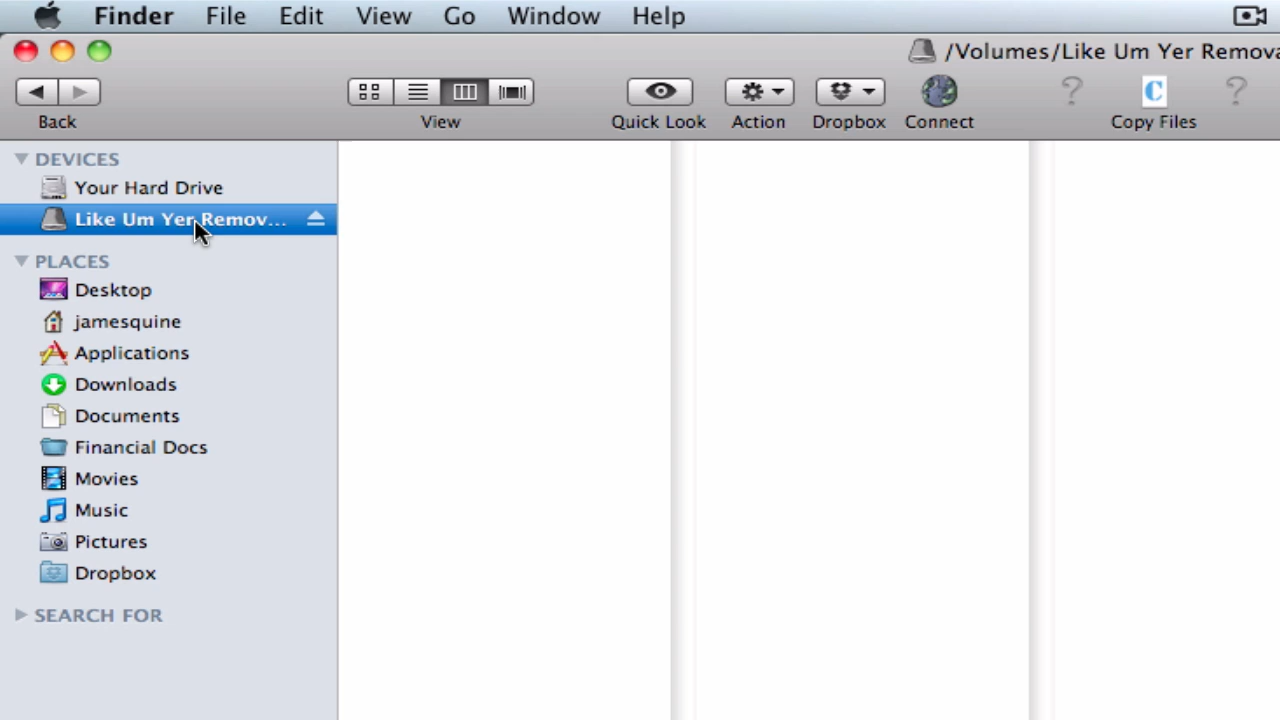 Finder File Edit View Go Window Help
/Volumes/Like Um Yer Remova
Back View Quick Look Action Dropbox Connect ? C Copy Files ?
DEVICES
Your Hard Drive
Like Um Yer Remov...
PLACES
Desktop
jamesquine
Applications
Downloads
Documents
Financial Docs
Movies
Music
Pictures
Dropbox
SEARCH FOR